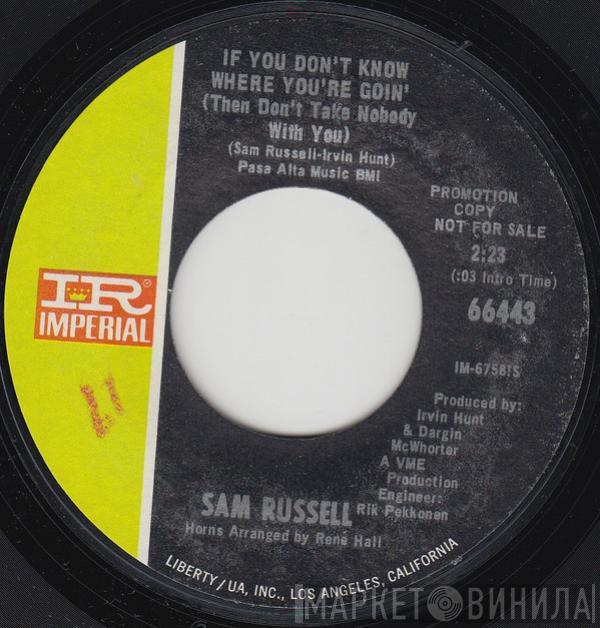 IF YOU DON'T KNOW
WHERE YOU'RE GOIN'
(Then Don't Take Nobody
With You)
(Sam Russell-Irvin Hunt)
Pasa Alta Music BMI
PROMOTION
COPY
NOT FOR SALE
2:23
(:03 Intro Time)
66443
IR®
IMPERIAL
IM-67581S
Produced by:
Irvin Hunt
& Dargin
McWhorter
A VME
Production
Engineer:
Rik Pekkonen
SAM RUSSELL
Horns Arranged by René Hall
LIBERTY/UA, INC., LOS ANGELES, CALIFORNIA
МАРКЕТ ВИНИЛА